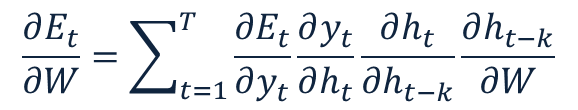 ∂E_t/∂W = ∑_{t=1}^{T} ∂E_t/∂y_t ∂y_t/∂h_t ∂h_t/∂h_{t−k} ∂h_{t−k}/∂W